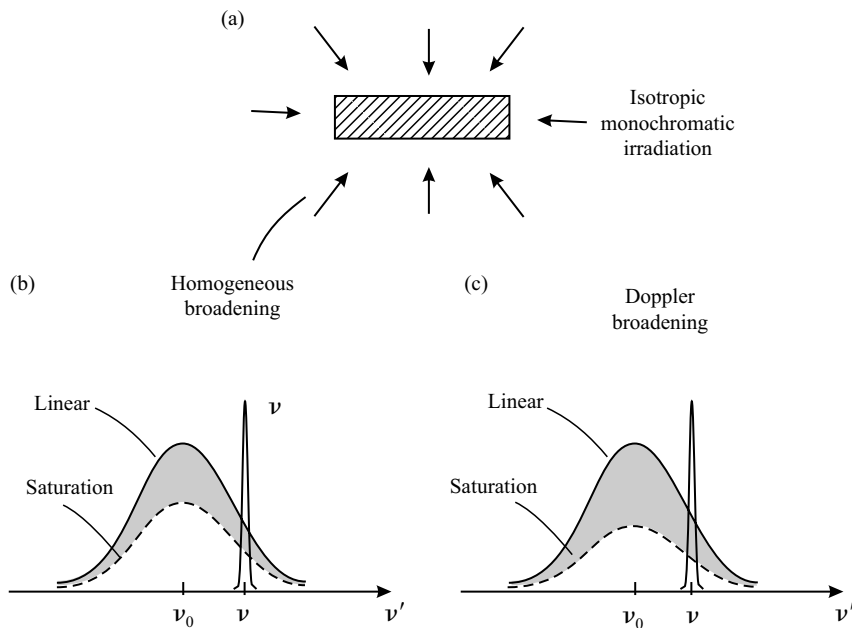 (a)
Isotropic
monochromatic
irradiation
Homogeneous
broadening
(b)
(c)
Doppler
broadening
Linear
ν
Saturation
ν₀
ν
ν′
Linear
Saturation
ν₀
ν
ν′